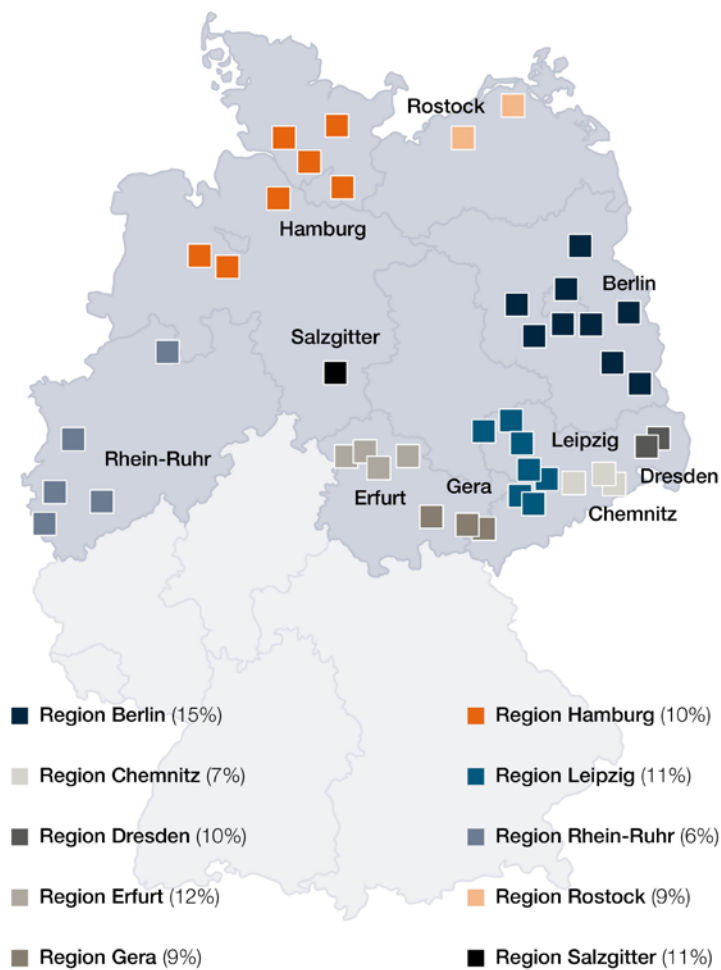 Rostock
Hamburg
Berlin
Salzgitter
Rhein-Ruhr
Leipzig
Erfurt
Gera
Dresden
Chemnitz
Region Berlin (15%)
Region Hamburg (10%)
Region Chemnitz (7%)
Region Leipzig (11%)
Region Dresden (10%)
Region Rhein-Ruhr (6%)
Region Erfurt (12%)
Region Rostock (9%)
Region Gera (9%)
Region Salzgitter (11%)